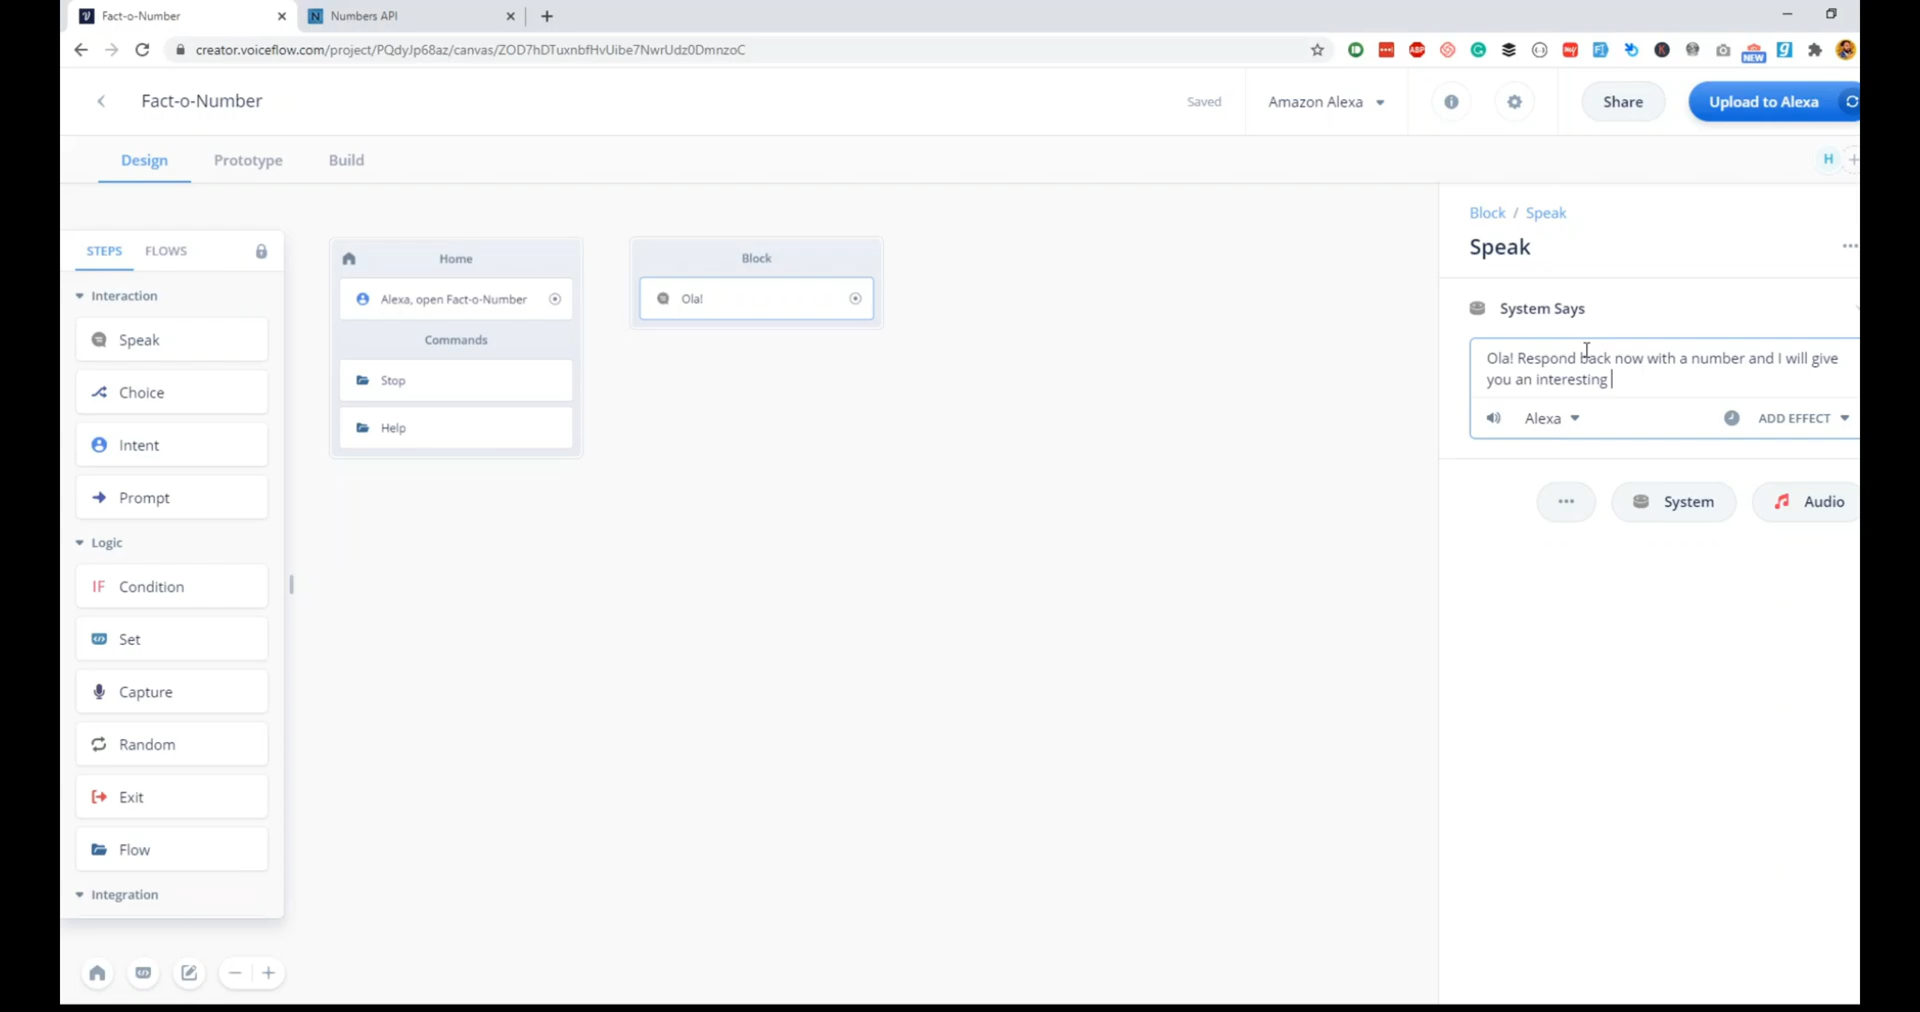 Fact-o-Number
Numbers API
creator.voiceflow.com/project/PQdyJp68az/canvas/ZOD7hDTuxnbfHvUibe7NwrUdz0DmnzoC
NEW
Fact-o-Number
Saved
Amazon Alexa
Share
Upload to Alexa
Design
Prototype
Build
H
STEPS
FLOWS
Interaction
Speak
Choice
Intent
Prompt
Logic
IF Condition
Set
Capture
Random
Exit
Flow
Integration
Home
Alexa, open Fact-o-Number
Commands
Stop
Help
Block
Ola!
Block / Speak
Speak
System Says
Ola! Respond back now with a number and I will give
you an interesting
Alexa
ADD EFFECT
System
Audio